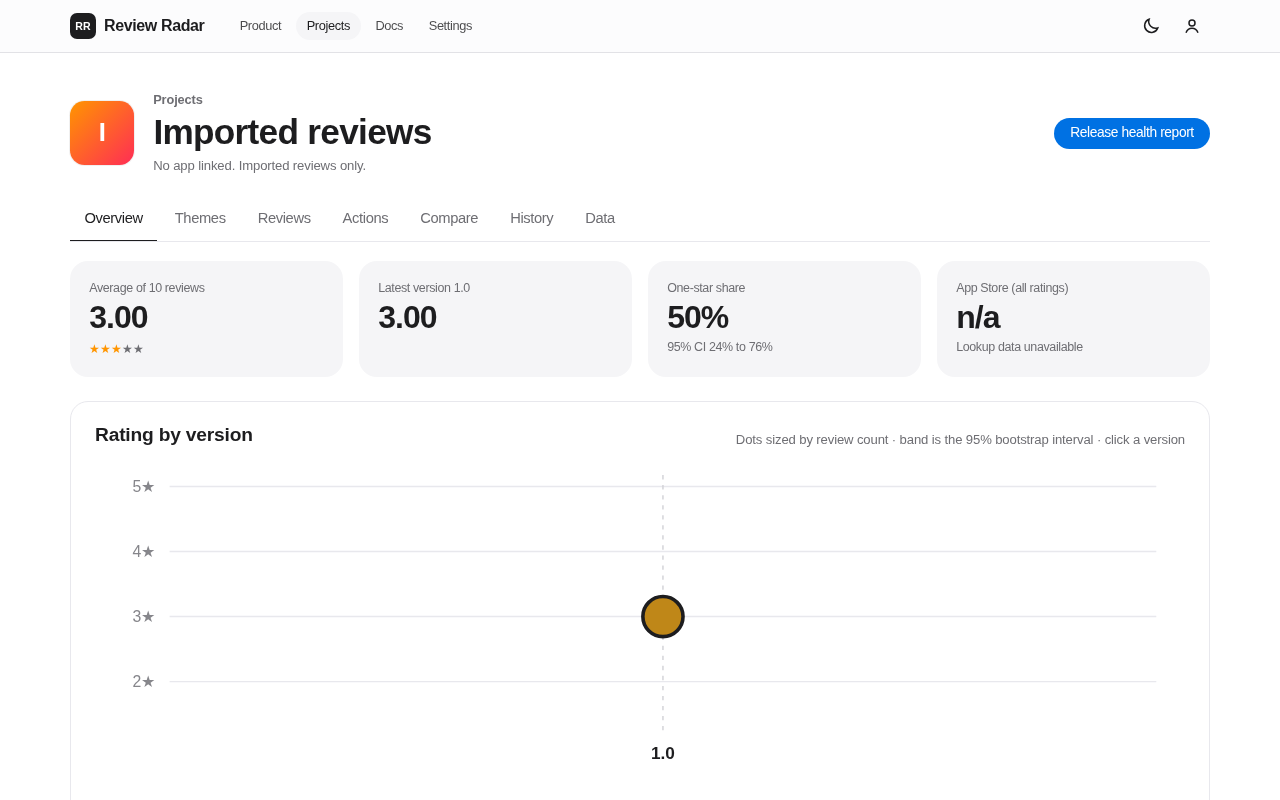 RR Review Radar Product Projects Docs Settings
Projects
I
Imported reviews
No app linked. Imported reviews only.
Release health report
Overview Themes Reviews Actions Compare History Data
Average of 10 reviews
3.00
★★★★★
Latest version 1.0
3.00
One-star share
50%
95% CI 24% to 76%
App Store (all ratings)
n/a
Lookup data unavailable
Rating by version
Dots sized by review count · band is the 95% bootstrap interval · click a version
5★
4★
3★
2★
1.0